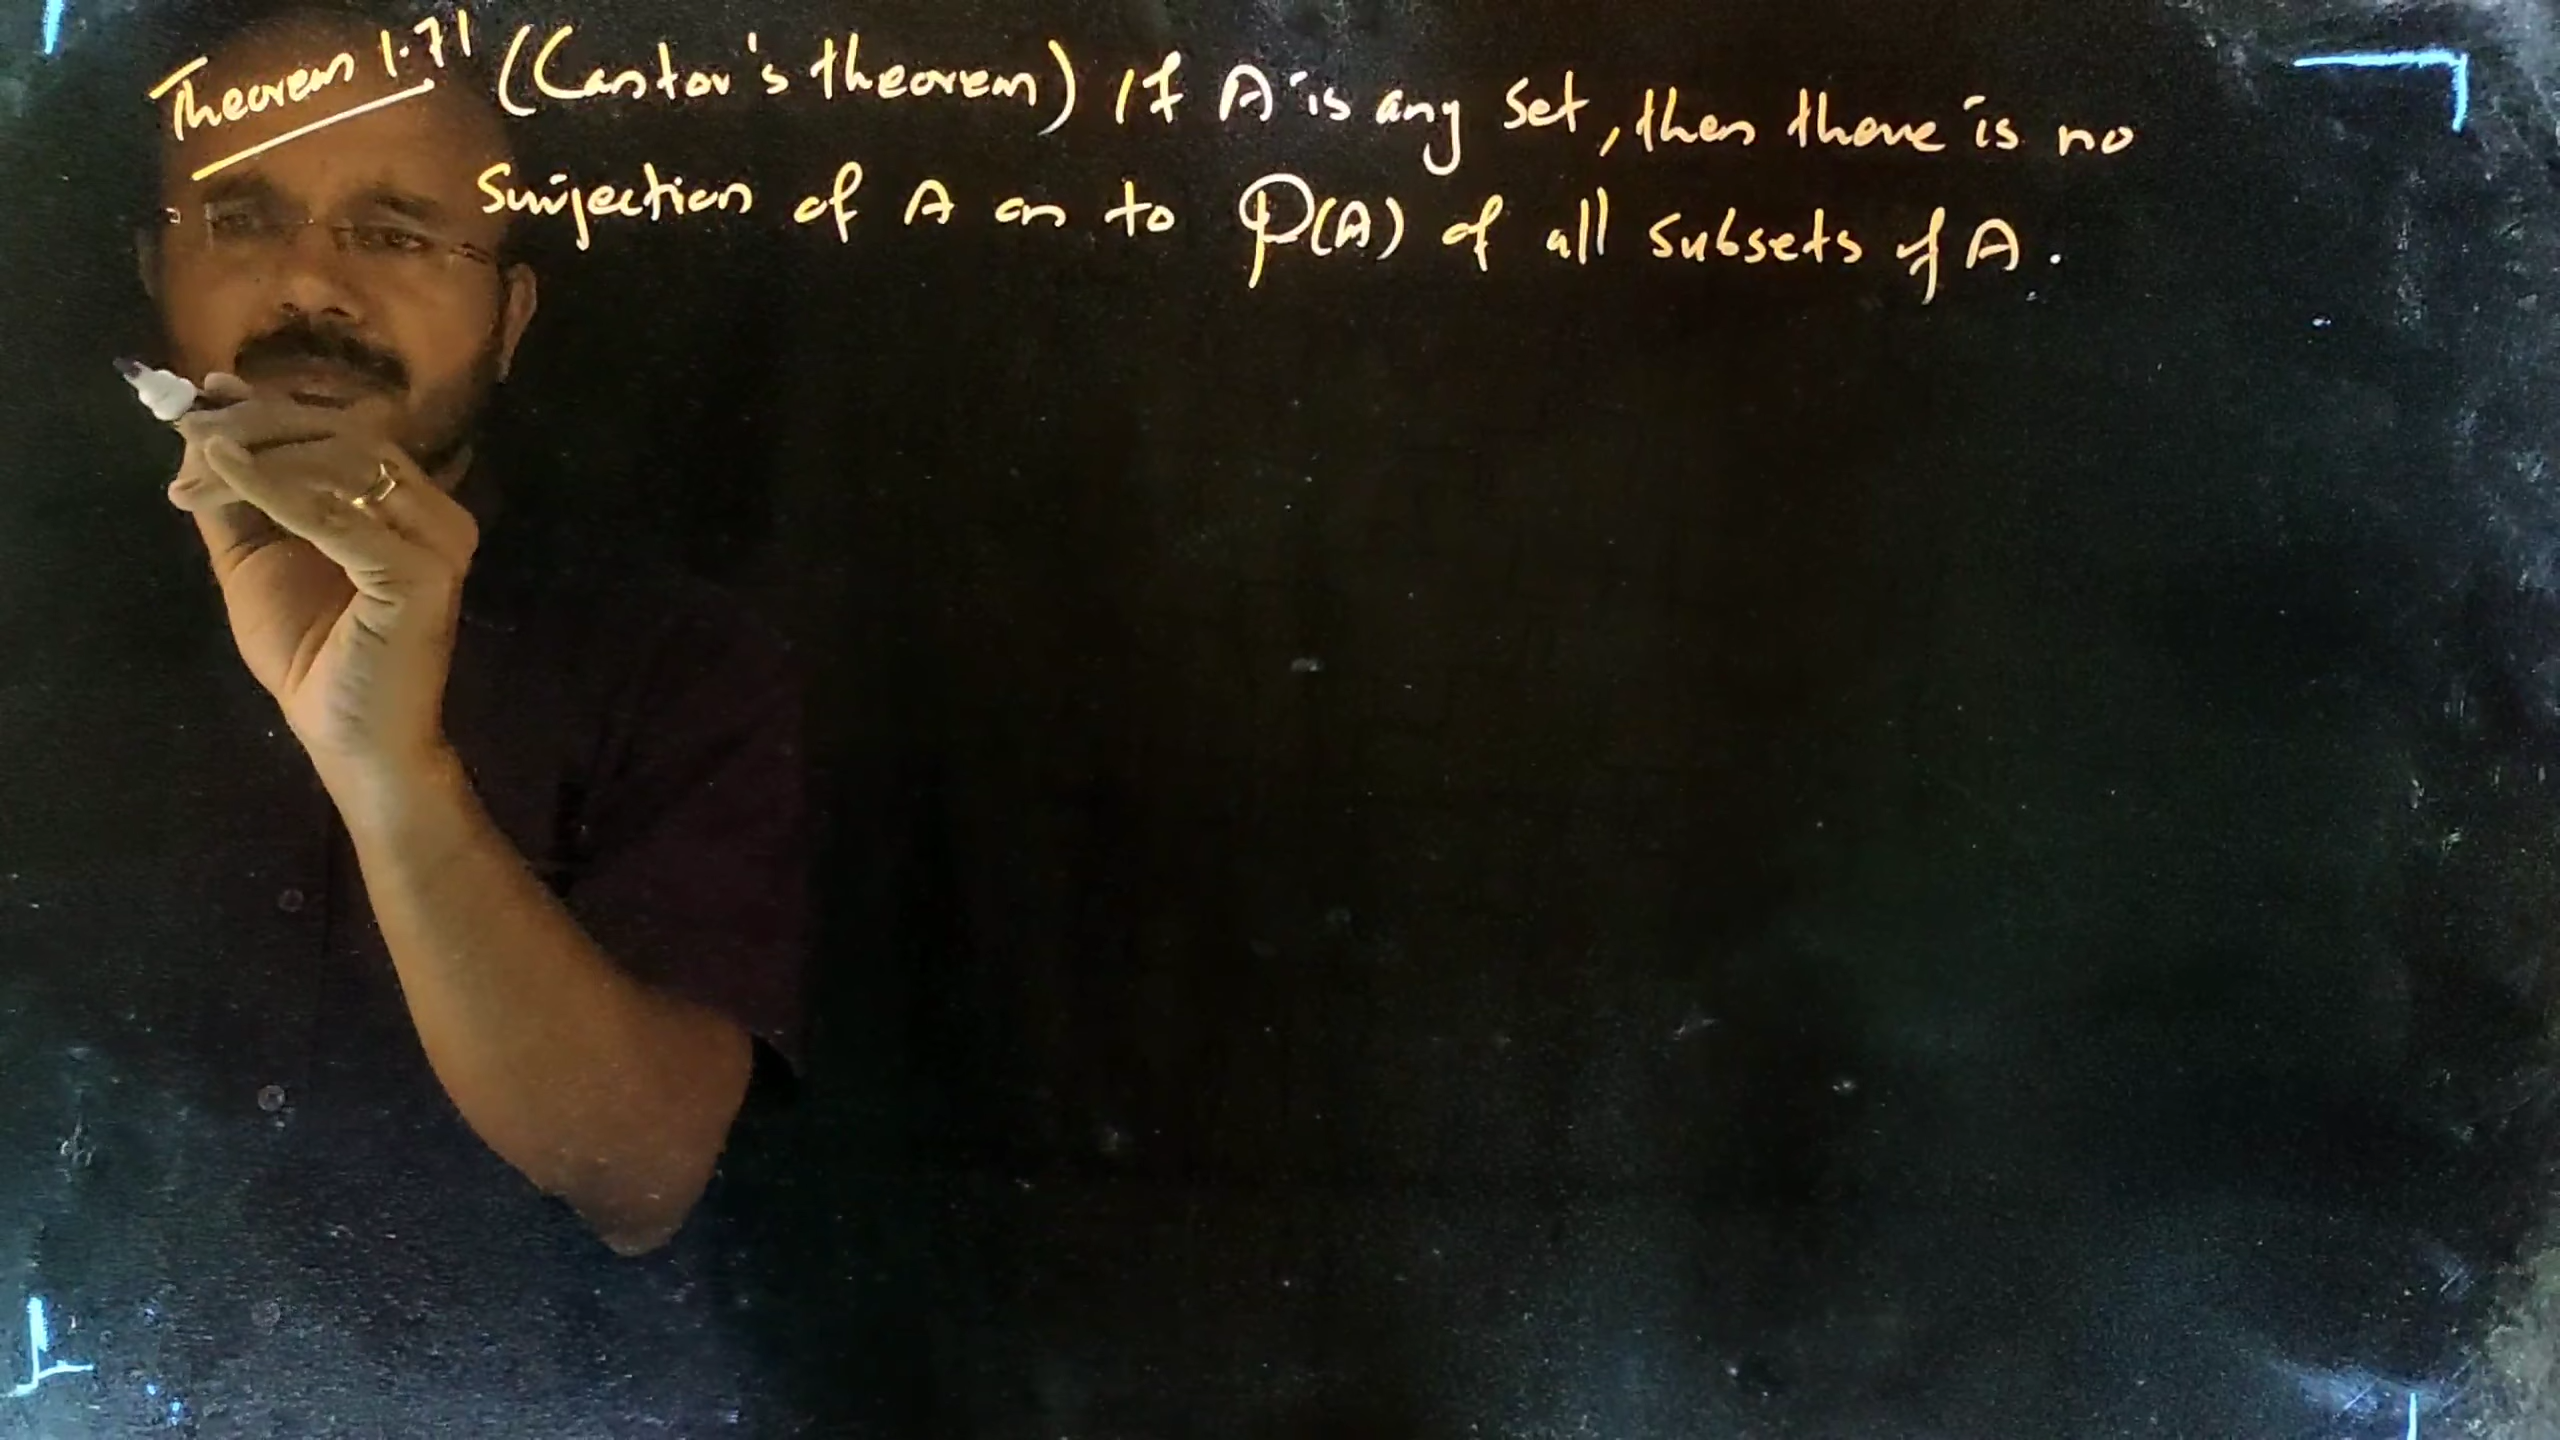 Theorem 1.71 (Cantor's theorem) If A is any set, then there is no
surjection of A on to P(A) of all subsets of A.